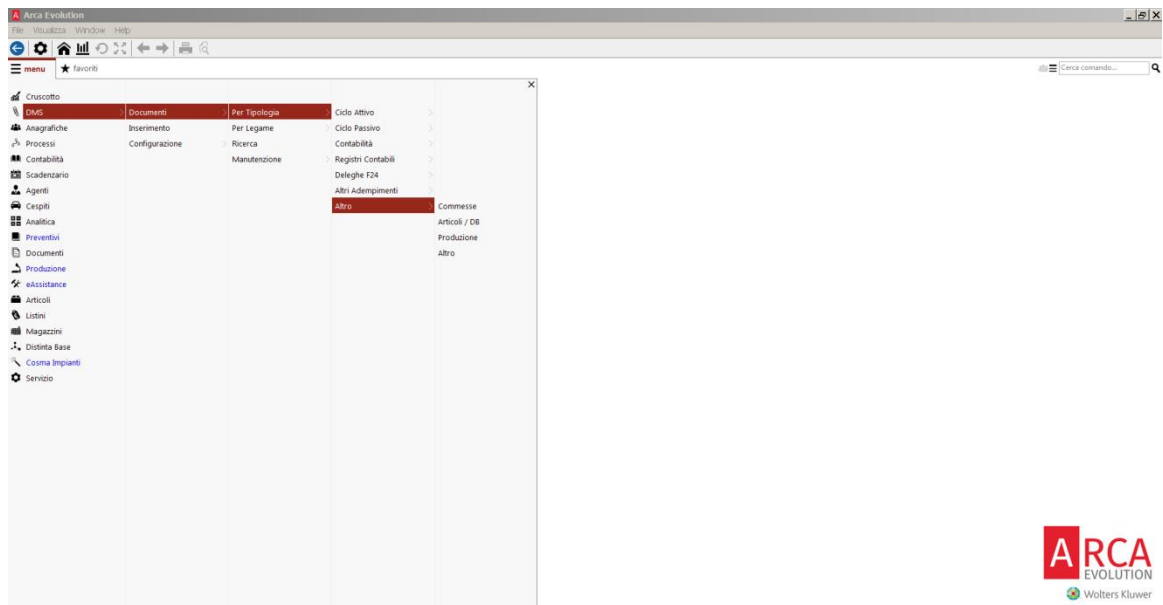 Arca Evolution
File Visualizza Window Help
menu favoriti Cerca comando...
Cruscotto
DMS Documenti Per Tipologia Ciclo Attivo
Anagrafiche Inserimento Per Legame Ciclo Passivo
Processi Configurazione Ricerca Contabilità
Contabilità Manutenzione Registri Contabili
Scadenzario Deleghe F24
Agenti Altri Adempimenti
Cespiti Altro Commesse
Analitica Articoli / DB
Preventivi Produzione
Documenti Altro
Produzione
eAssistance
Articoli
Listini
Magazzini
Distinta Base
Cosma Impianti
Servizio
ARCA
EVOLUTION
Wolters Kluwer